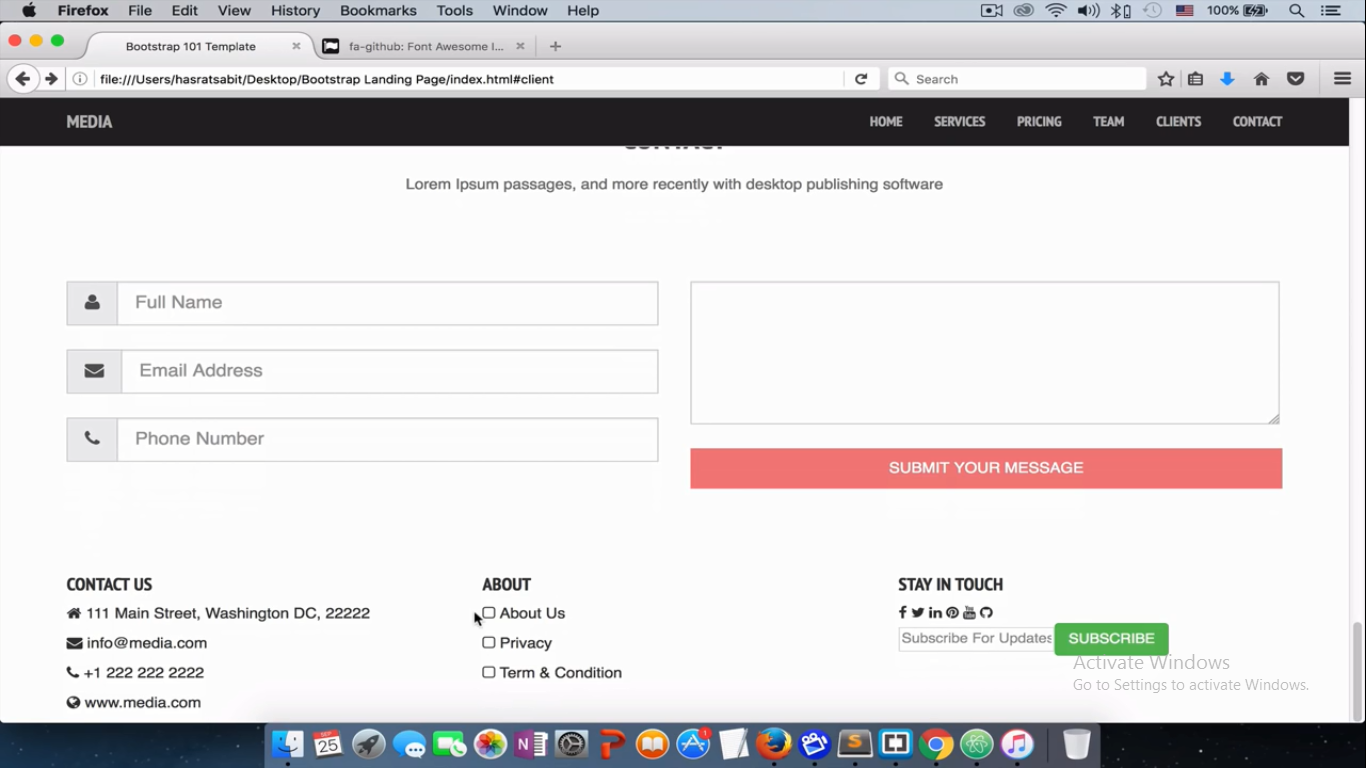 Firefox File Edit View History Bookmarks Tools Window Help 100%
Bootstrap 101 Template fa-github: Font Awesome I...
file:///Users/hasratsabit/Desktop/Bootstrap Landing Page/index.html#client Search
MEDIA HOME SERVICES PRICING TEAM CLIENTS CONTACT
CONTACT
Lorem Ipsum passages, and more recently with desktop publishing software
Full Name
Email Address
Phone Number
SUBMIT YOUR MESSAGE
CONTACT US
111 Main Street, Washington DC, 22222
info@media.com
+1 222 222 2222
www.media.com
ABOUT
About Us
Privacy
Term & Condition
STAY IN TOUCH
Subscribe For Updates SUBSCRIBE
Activate Windows
Go to Settings to activate Windows.
SEP
25
1